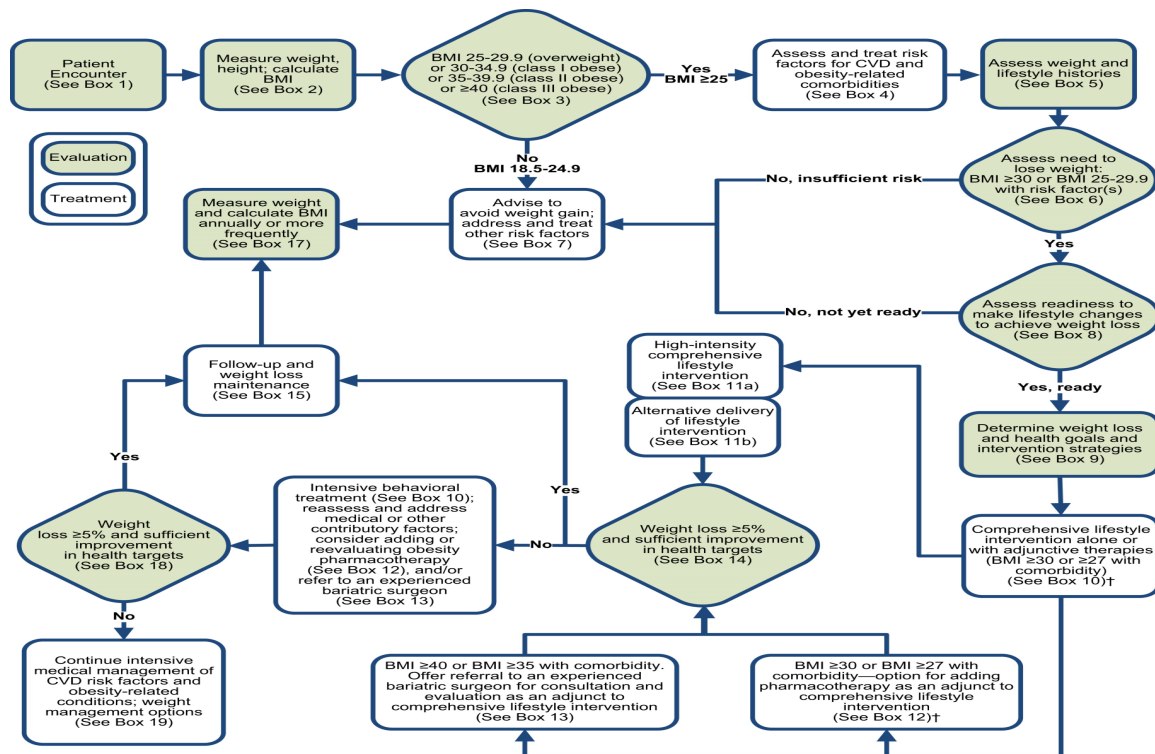 Patient
Encounter
(See Box 1)
Measure weight,
height; calculate
BMI
(See Box 2)
BMI 25-29.9 (overweight)
or 30-34.9 (class I obese)
or 35-39.9 (class II obese)
or ≥40 (class III obese)
(See Box 3)
Yes
BMI ≥25
Assess and treat risk
factors for CVD and
obesity-related
comorbidities
(See Box 4)
Assess weight and
lifestyle histories
(See Box 5)
Evaluation
Treatment
No
BMI 18.5-24.9
Assess need to
lose weight:
BMI ≥30 or BMI 25-29.9
with risk factor(s)
(See Box 6)
No, insufficient risk
Measure weight
and calculate BMI
annually or more
frequently
(See Box 17)
Advise to
avoid weight gain;
address and treat
other risk factors
(See Box 7)
Yes
No, not yet ready
Assess readiness to
make lifestyle changes
to achieve weight loss
(See Box 8)
Follow-up and
weight loss
maintenance
(See Box 15)
High-intensity
comprehensive
lifestyle
intervention
(See Box 11a)
Yes, ready
Alternative delivery
of lifestyle
intervention
(See Box 11b)
Determine weight loss
and health goals and
intervention strategies
(See Box 9)
Yes
Yes
Weight
loss ≥5% and sufficient
improvement
in health targets
(See Box 18)
Intensive behavioral
treatment (See Box 10);
reassess and address
medical or other
contributory factors;
consider adding or
reevaluating obesity
pharmacotherapy
(See Box 12), and/or
refer to an experienced
bariatric surgeon
(See Box 13)
No
Weight loss ≥5%
and sufficient improvement
in health targets
(See Box 14)
Comprehensive lifestyle
intervention alone or
with adjunctive therapies
(BMI ≥30 or ≥27 with
comorbidity)
(See Box 10)†
No
Continue intensive
medical management of
CVD risk factors and
obesity-related
conditions; weight
management options
(See Box 19)
BMI ≥40 or BMI ≥35 with comorbidity.
Offer referral to an experienced
bariatric surgeon for consultation and
evaluation as an adjunct to
comprehensive lifestyle intervention
(See Box 13)
BMI ≥30 or BMI ≥27 with
comorbidity—option for adding
pharmacotherapy as an adjunct to
comprehensive lifestyle
intervention
(See Box 12)†